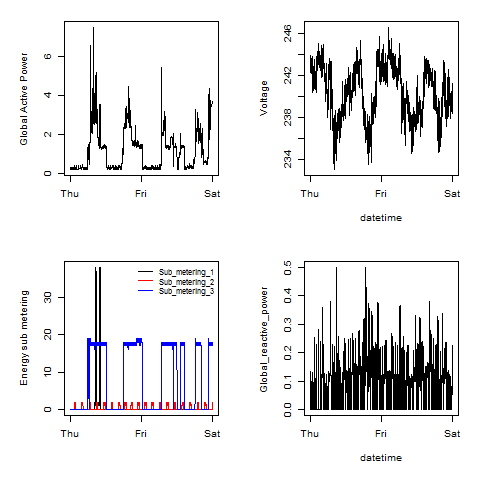 Global Active Power
6
4
2
0
Thu
Fri
Sat
Voltage
246
242
238
234
Thu
Fri
Sat
datetime
Energy sub metering
30
20
10
0
Sub_metering_1
Sub_metering_2
Sub_metering_3
Thu
Fri
Sat
Global_reactive_power
0.5
0.4
0.3
0.2
0.1
0.0
Thu
Fri
Sat
datetime